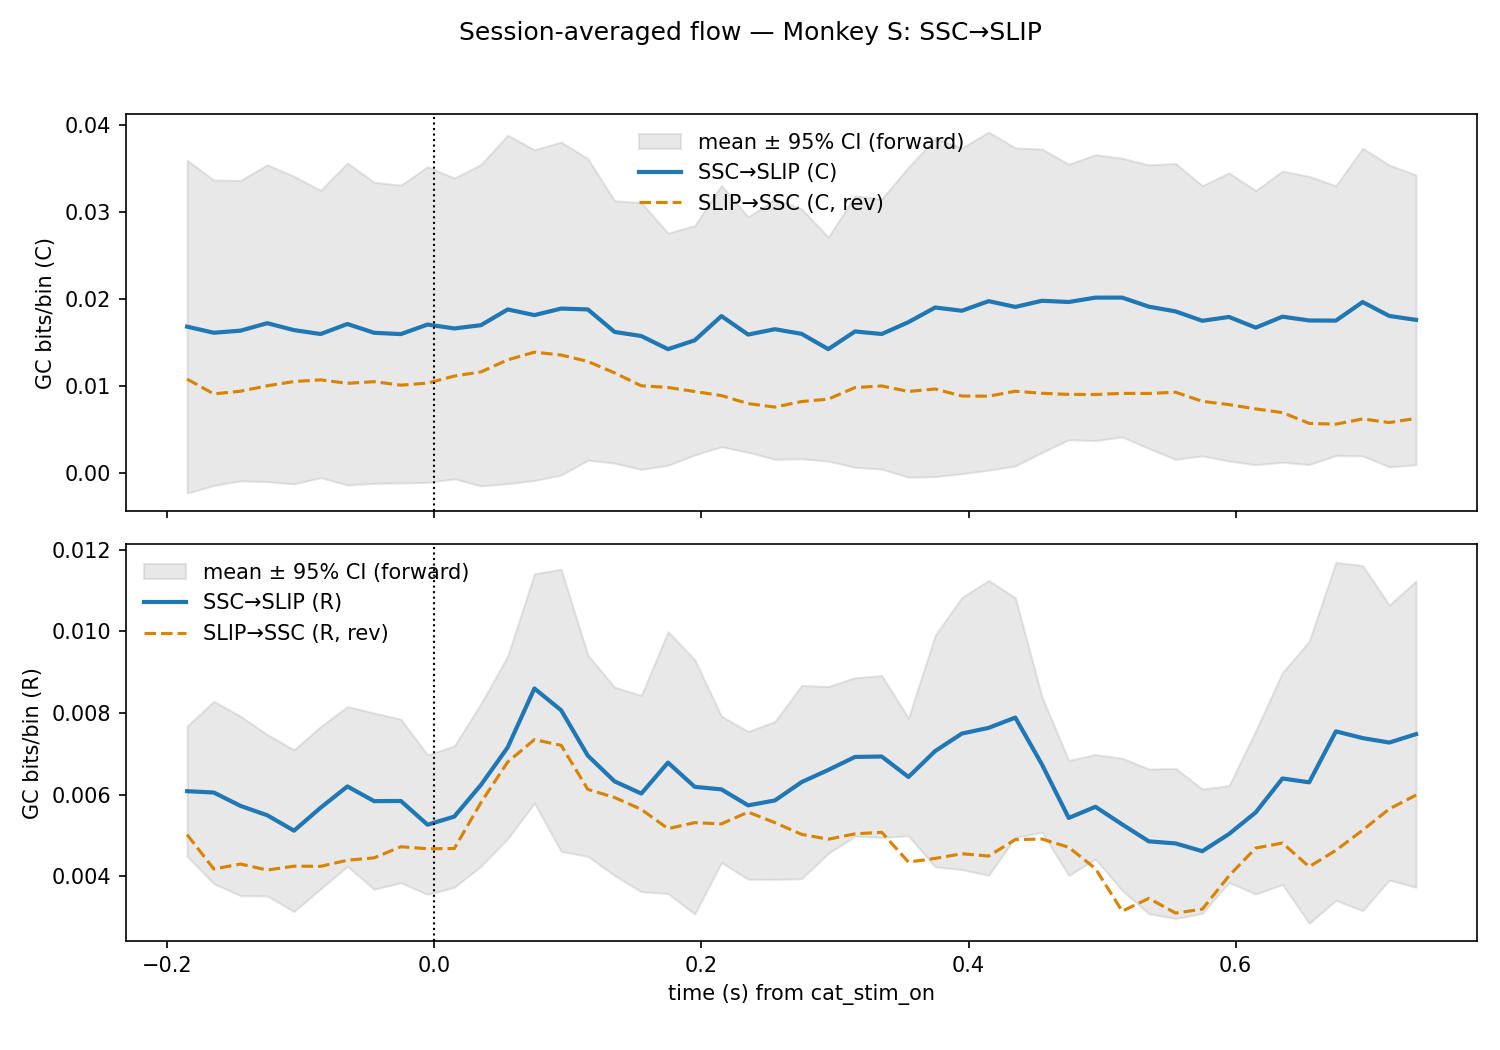 Session-averaged flow — Monkey S: SSC→SLIP
GC bits/bin (C)
0.04
0.03
0.02
0.01
0.00
mean ± 95% CI (forward)
SSC→SLIP (C)
SLIP→SSC (C, rev)
GC bits/bin (R)
0.012
0.010
0.008
0.006
0.004
mean ± 95% CI (forward)
SSC→SLIP (R)
SLIP→SSC (R, rev)
−0.2
0.0
0.2
0.4
0.6
time (s) from cat_stim_on